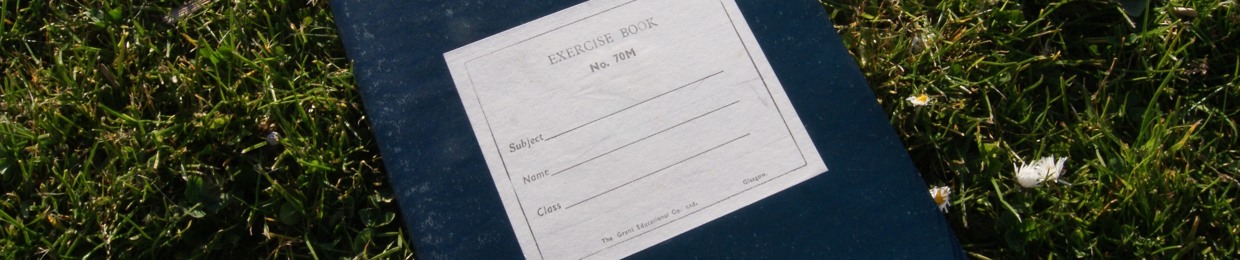 EXERCISE BOOK
No. 70M
Subject
Name
Class
The Grant Educational Co. Ltd.
Glasgow.